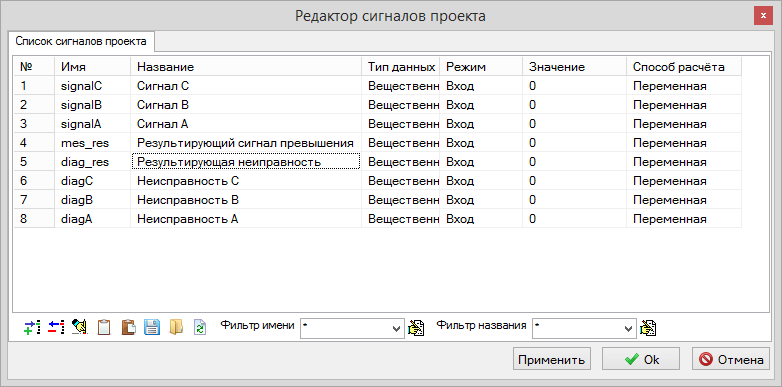 Редактор сигналов проекта
x
Список сигналов проекта
№ Имя Название Тип данных Режим Значение Способ расчёта
1 signalC Сигнал C Вещественн Вход 0 Переменная
2 signalB Сигнал B Вещественн Вход 0 Переменная
3 signalA Сигнал A Вещественн Вход 0 Переменная
4 mes_res Результирующий сигнал превышения Вещественн Вход 0 Переменная
5 diag_res Результирующая неиправность Вещественн Вход 0 Переменная
6 diagC Неисправность C Вещественн Вход 0 Переменная
7 diagB Неисправность B Вещественн Вход 0 Переменная
8 diagA Неисправность A Вещественн Вход 0 Переменная
Фильтр имени * Фильтр названия *
Применить Ok Отмена